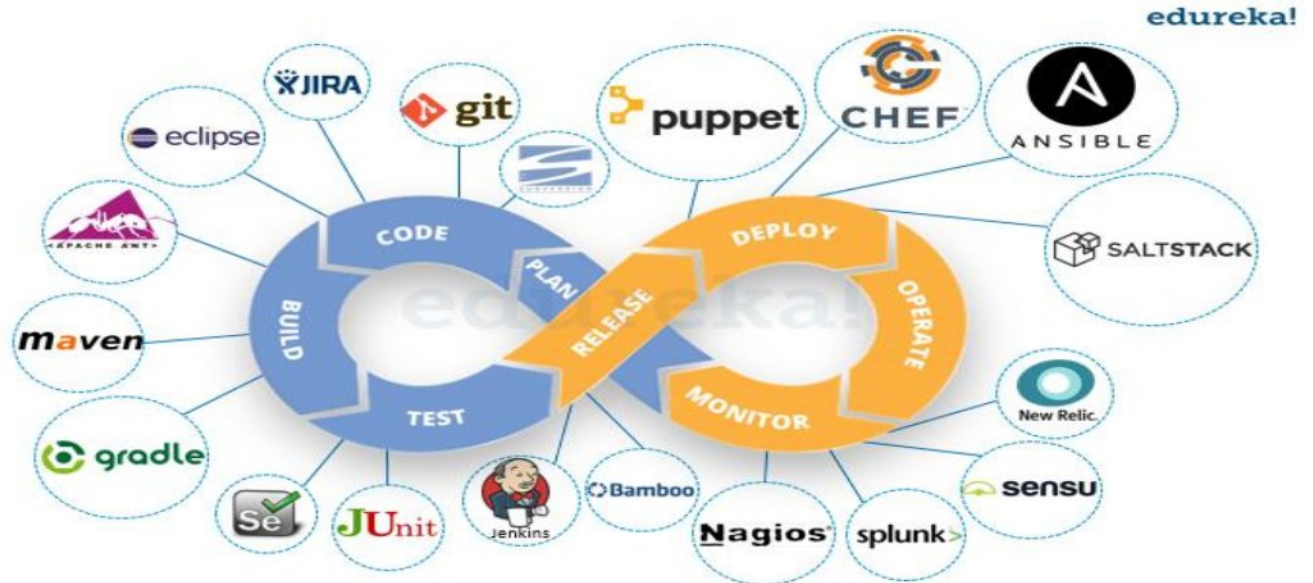 edureka!
JIRA
git
puppet
CHEF
ANSIBLE
eclipse
SUBVERSION
<APACHE ANT>
CODE
PLAN
DEPLOY
SALTSTACK
edureka!
BUILD
RELEASE
OPERATE
maven
TEST
MONITOR
New Relic.
gradle
Se
JUnit
Jenkins
Bamboo
Nagios®
splunk>
sensu